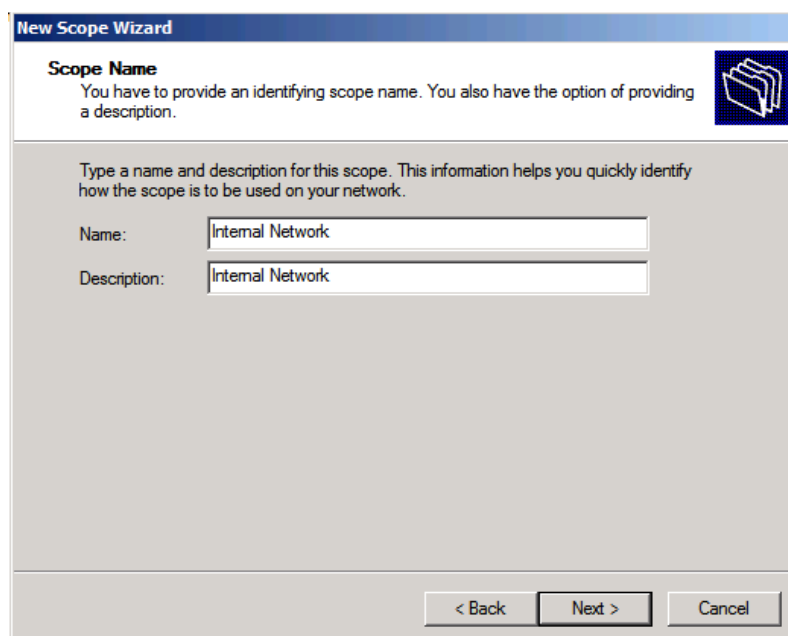 New Scope Wizard
Scope Name
You have to provide an identifying scope name. You also have the option of providing
a description.
Type a name and description for this scope. This information helps you quickly identify
how the scope is to be used on your network.
Name: Internal Network
Description: Internal Network
< Back Next > Cancel